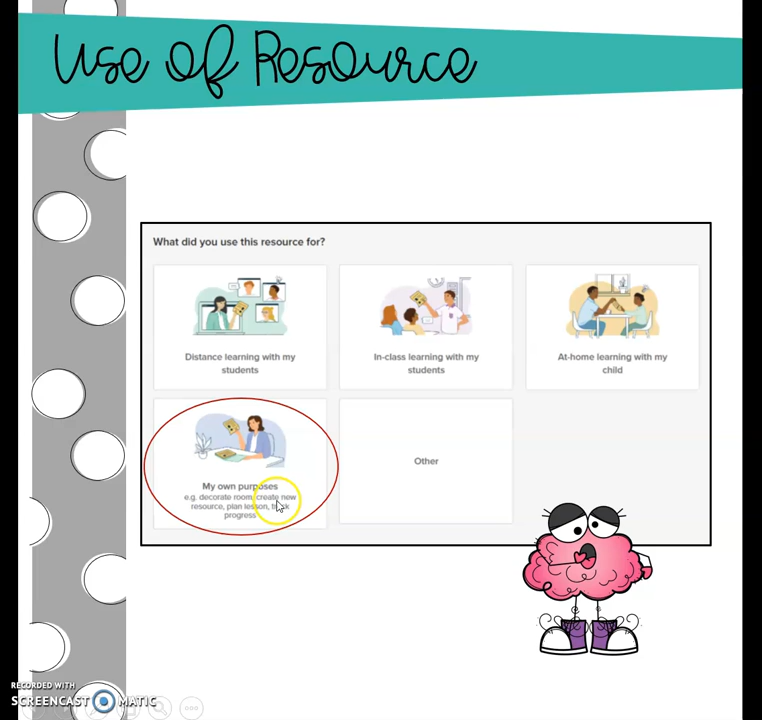 Use of Resource
What did you use this resource for?
Distance learning with my
students
In-class learning with my
students
At-home learning with my
child
My own purposes
e.g. decorate room, create new
resource, plan lesson, track
progress
Other
RECORDED WITH
SCREENCAST MATIC